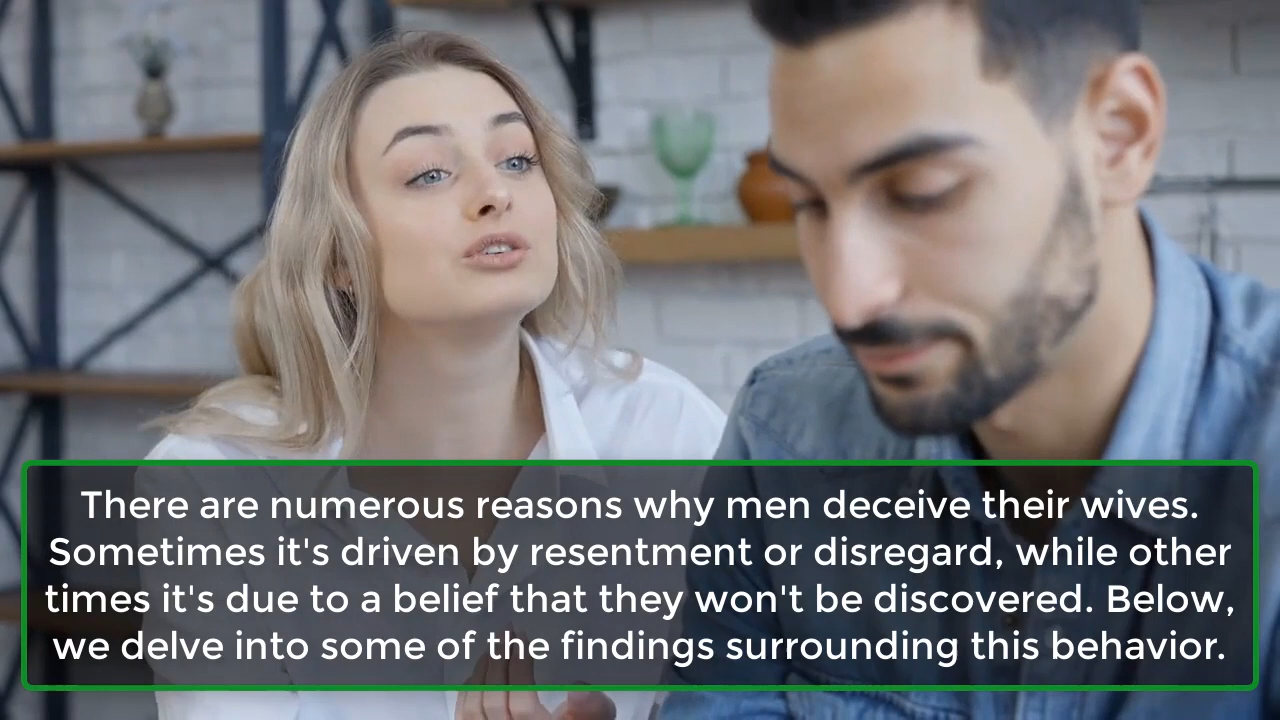 There are numerous reasons why men deceive their wives.
Sometimes it's driven by resentment or disregard, while other
times it's due to a belief that they won't be discovered. Below,
we delve into some of the findings surrounding this behavior.